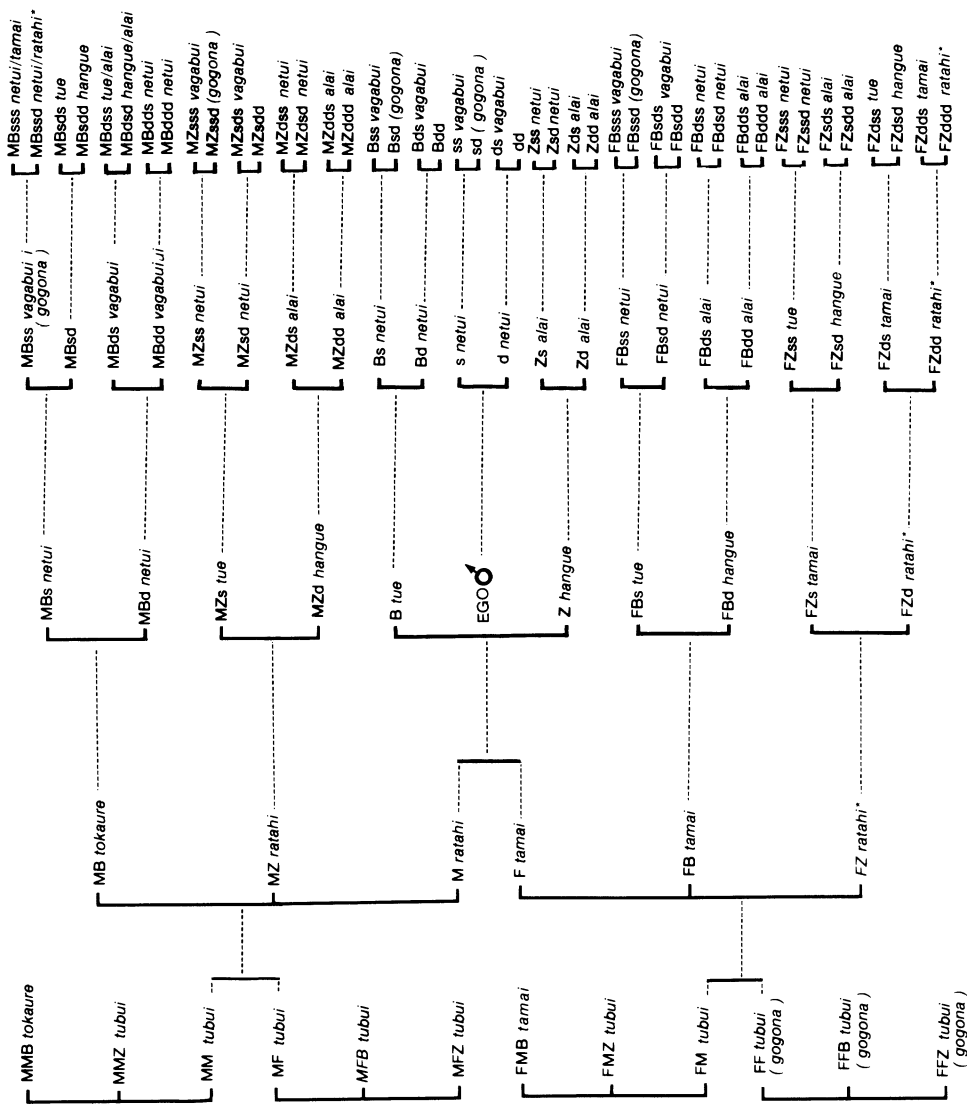 MMB tokaure
MMZ tubui
MM tubui
MF tubui
MFB tubui
MFZ tubui
FMB tamai
FMZ tubui
FM tubui
FF tubui
( gogona )
FFB tubui
( gogona )
FFZ tubui
( gogona )
MB tokaure
MZ ratahi
M ratahi
F tamai
FB tamai
FZ ratahi*
MBs netui
MBd netui
MZs tue
MZd hangue
B tue
EGO♂
Z hangue
FBs tue
FBd hangue
FZs tamai
FZd ratahi*
MBss vagabui i
( gogona )
MBsd
MBds vagabui
MBdd vagabuiui
MZss netui
MZsd netui
MZds alai
MZdd alai
Bs netui
Bd netui
s netui
d netui
Zs alai
Zd alai
FBss netui
FBsd netui
FBds alai
FBdd alai
FZss tue
FZsd hangue
FZds tamai
FZdd ratahi*
MBsss netui/tamai
MBssd netui/ratahi*
MBsds tue
MBsdd hangue
MBdss tue/alai
MBdsd hangue/alai
MBdds netui
MBddd netui
MZsss vagabui
MZssd (gogona )
MZsds vagabui
MZsdd
MZdss netui
MZdsd netui
MZdds alai
MZddd alai
Bss vagabui
Bsd (gogona)
Bds vagabui
Bdd
ss vagabui
sd ( gogona )
ds vagabui
dd
Zss netui
Zsd netui
Zds alai
Zdd alai
FBsss vagabui
FBssd (gogona)
FBsds vagabui
FBsdd
FBdss netui
FBdsd netui
FBdds alai
FBddd alai
FZsss netui
FZssd netui
FZsds alai
FZsdd alai
FZdss tue
FZdsd hangue
FZdds tamai
FZddd ratahi*